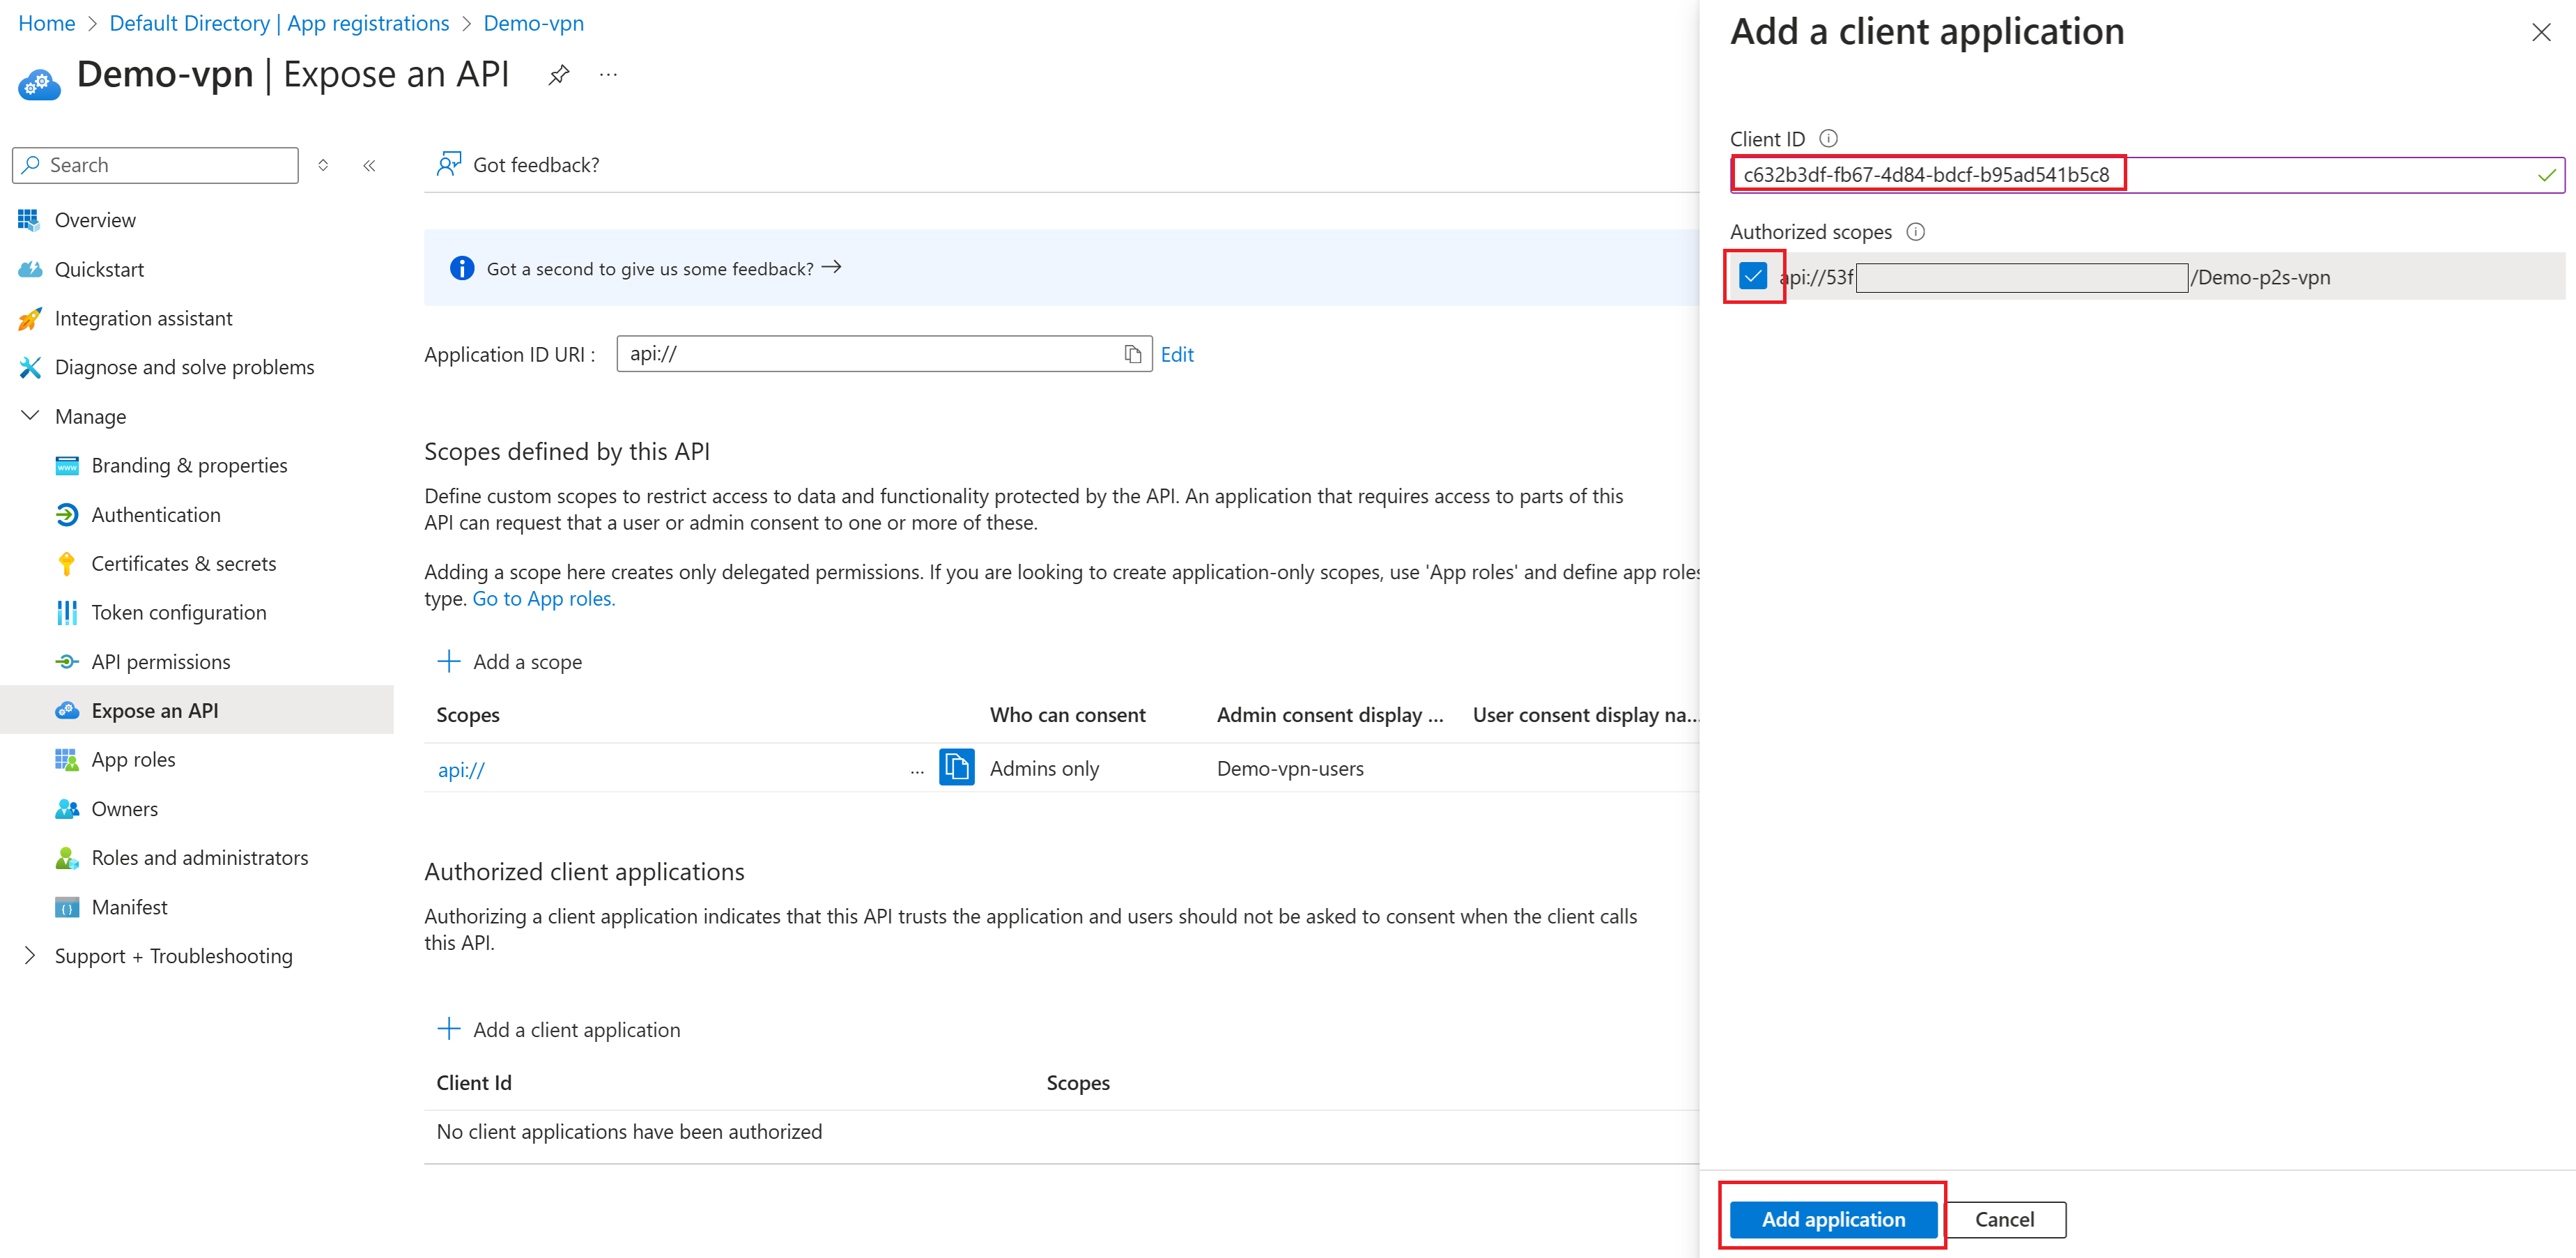 Home > Default Directory | App registrations > Demo-vpn
Demo-vpn | Expose an API ...
Search
Overview
Quickstart
Integration assistant
Diagnose and solve problems
Manage
Branding & properties
Authentication
Certificates & secrets
Token configuration
API permissions
Expose an API
App roles
Owners
Roles and administrators
Manifest
Support + Troubleshooting
Got feedback?
Got a second to give us some feedback?
Application ID URI : api:// Edit
Scopes defined by this API
Define custom scopes to restrict access to data and functionality protected by the API. An application that requires access to parts of this
API can request that a user or admin consent to one or more of these.
Adding a scope here creates only delegated permissions. If you are looking to create application-only scopes, use 'App roles' and define app roles
type. Go to App roles.
Add a scope
Scopes Who can consent Admin consent display ... User consent display na...
api:// ... Admins only Demo-vpn-users
Authorized client applications
Authorizing a client application indicates that this API trusts the application and users should not be asked to consent when the client calls
this API.
Add a client application
Client Id Scopes
No client applications have been authorized
Add a client application
Client ID
c632b3df-fb67-4d84-bdcf-b95ad541b5c8
Authorized scopes
api://53f /Demo-p2s-vpn
Add application Cancel